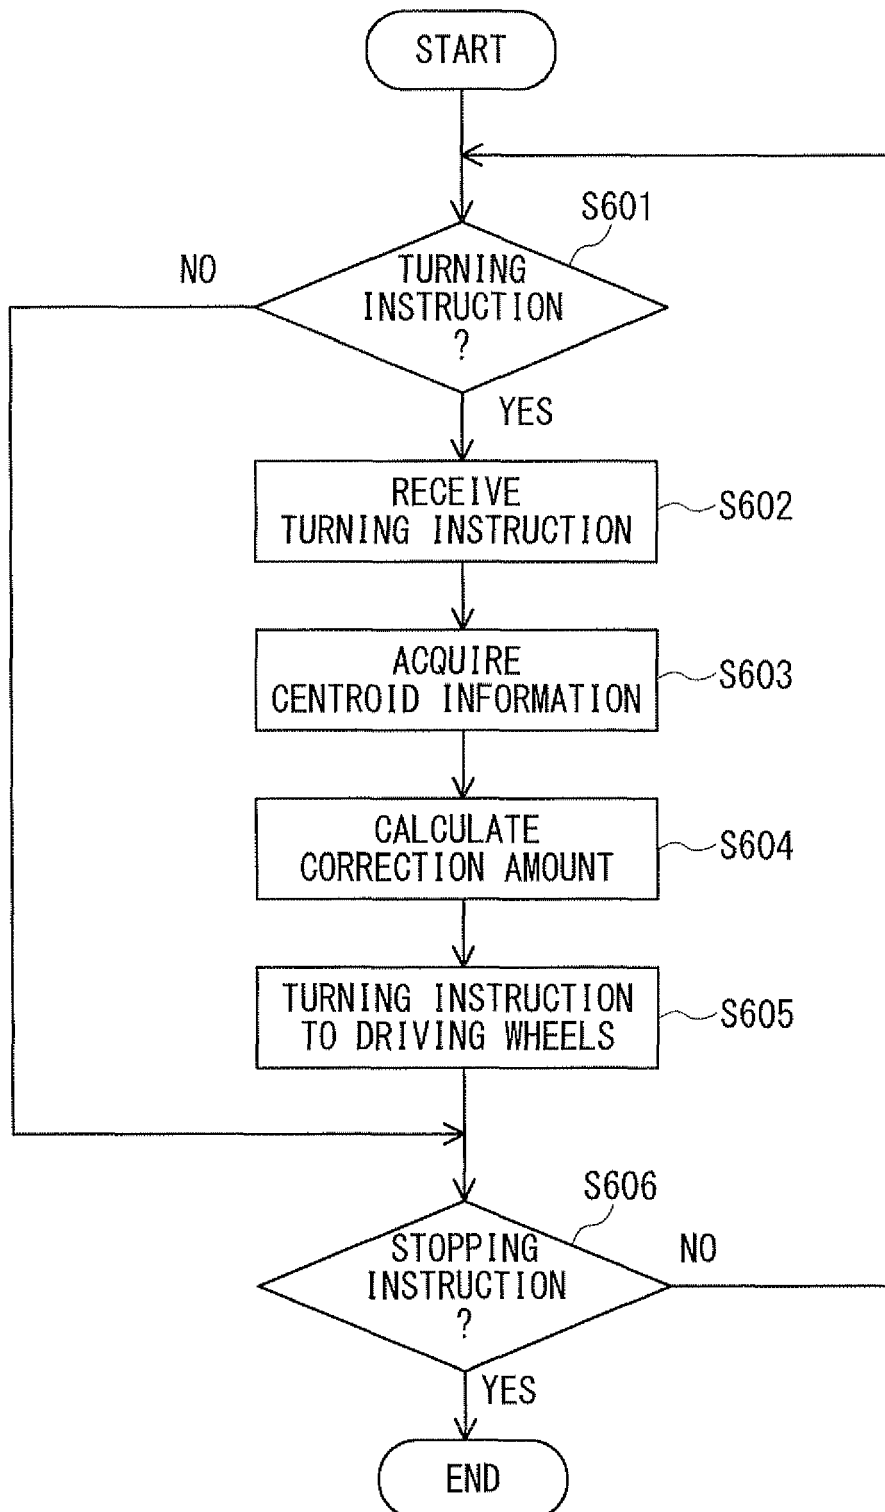 START
S601
NO
TURNING
INSTRUCTION
?
YES
RECEIVE
TURNING INSTRUCTION
S602
ACQUIRE
CENTROID INFORMATION
S603
CALCULATE
CORRECTION AMOUNT
S604
TURNING INSTRUCTION
TO DRIVING WHEELS
S605
S606
STOPPING
INSTRUCTION
?
NO
YES
END